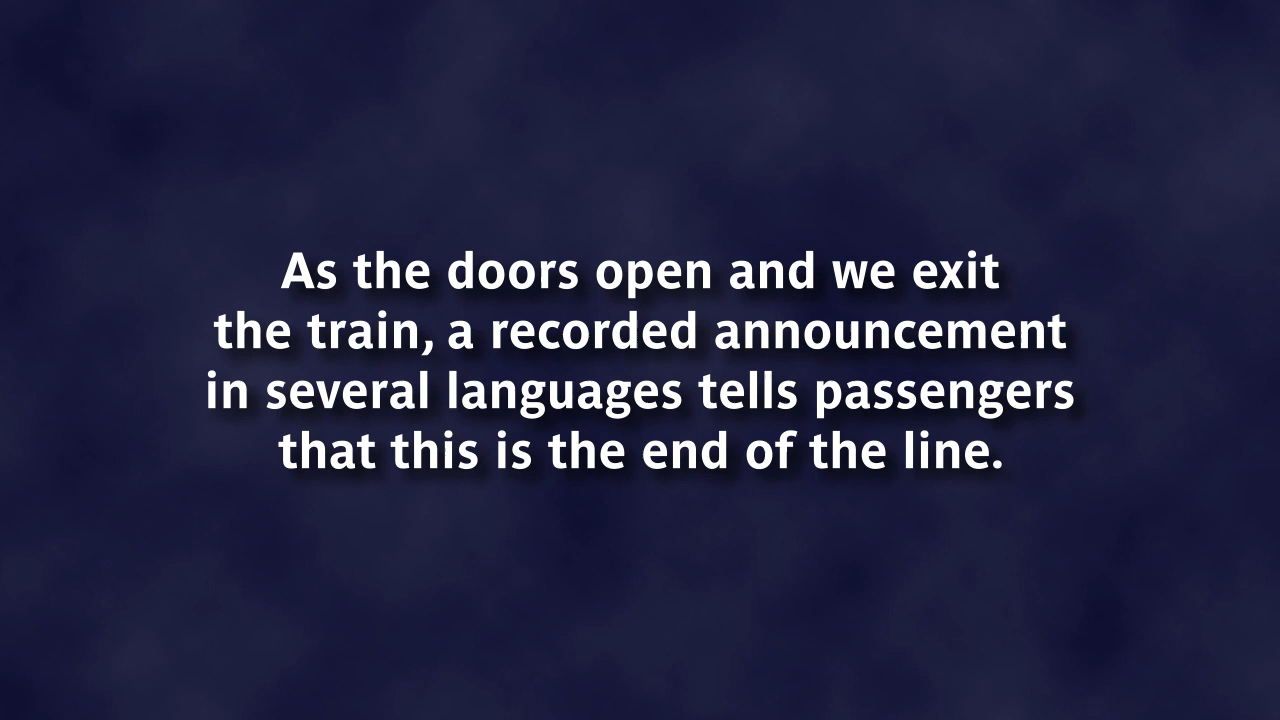 As the doors open and we exit
the train, a recorded announcement
in several languages tells passengers
that this is the end of the line.